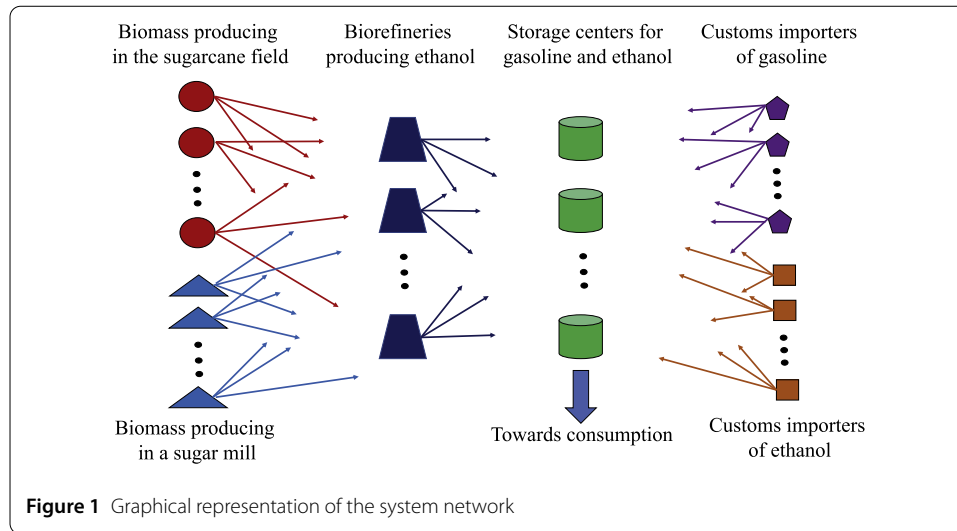 Biomass producing
in the sugarcane field
Biorefineries
producing ethanol
Storage centers for
gasoline and ethanol
Customs importers
of gasoline
Biomass producing
in a sugar mill
Towards consumption
Customs importers
of ethanol
Figure 1 Graphical representation of the system network